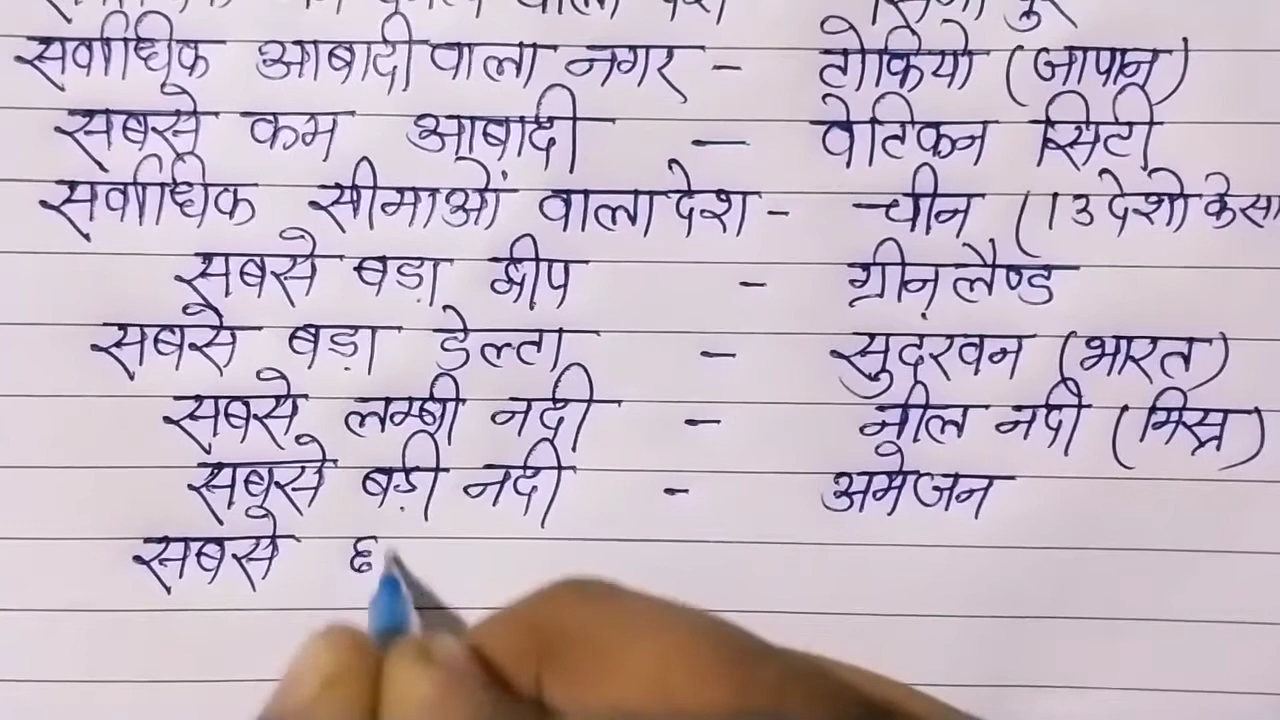 सर्वाधिक आबादी वाला नगर - टोकियो (जापान)
सबसे कम आबादी - वेटिकन सिटी
सर्वाधिक सीमाओं वाला देश - चीन (13 देशो के सा
सबसे बड़ा द्वीप - ग्रीनलैण्ड
सबसे बड़ा डेल्टा - सुदरवन (भारत)
सबसे लम्बी नदी - नील नदी (मिस्र)
सबसे बड़ी नदी - अमेजन
सबसे